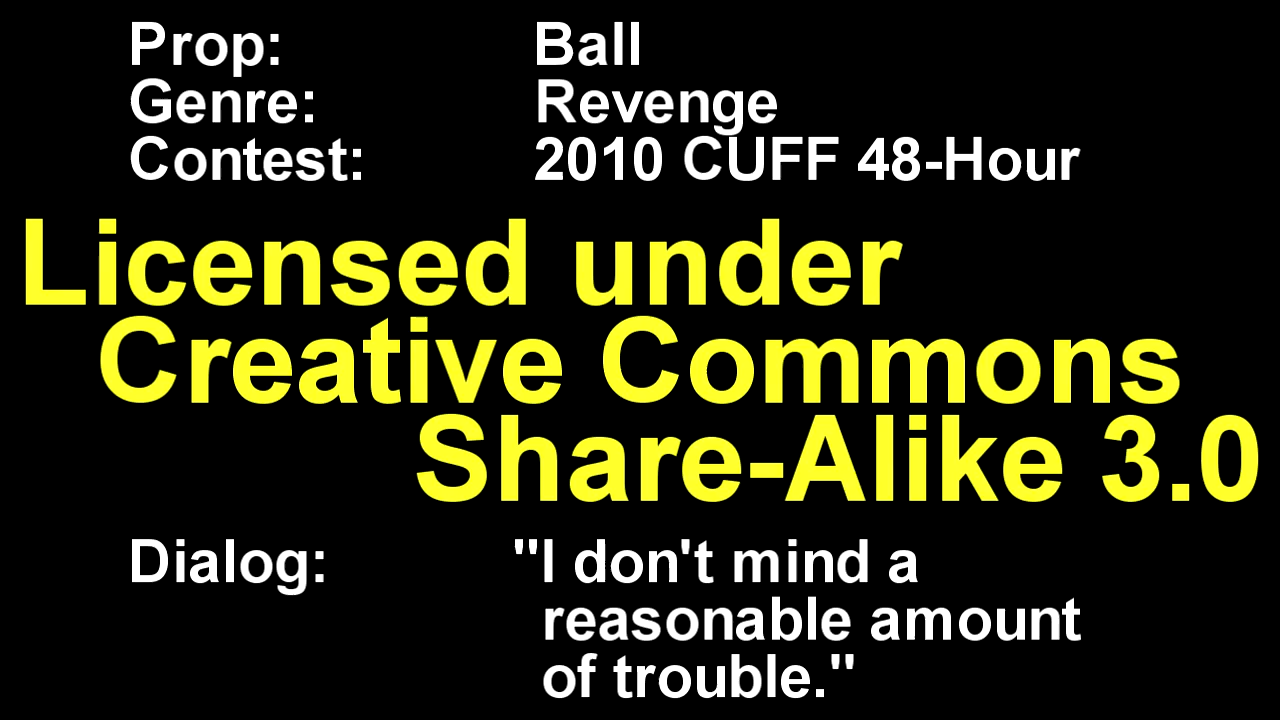 Prop: Ball
Genre: Revenge
Contest: 2010 CUFF 48-Hour
Licensed under
Creative Commons
Share-Alike 3.0
Dialog: "I don't mind a
reasonable amount
of trouble."